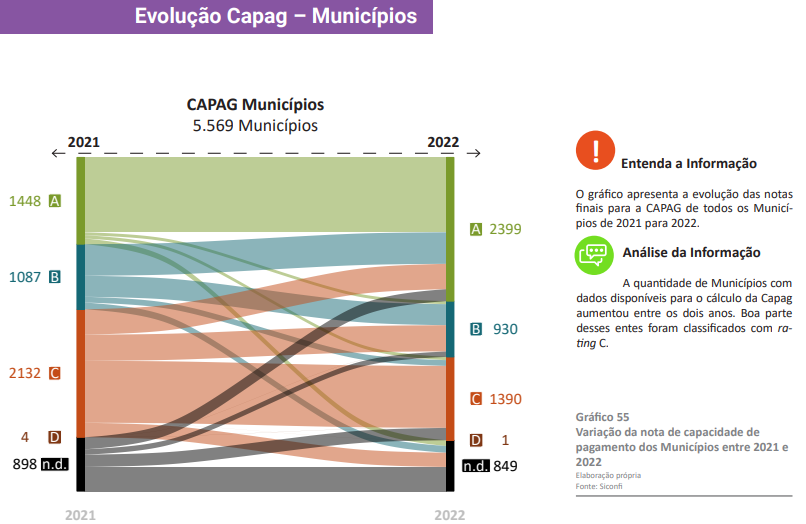 Evolução Capag – Municípios
CAPAG Municípios
5.569 Municípios
2021
2022
1448 A
1087 B
2132 C
4 D
898 n.d.
A 2399
B 930
C 1390
D 1
n.d. 849
2021
2022
!
Entenda a Informação
O gráfico apresenta a evolução das notas
finais para a CAPAG de todos os Municí-
pios de 2021 para 2022.
Análise da Informação
A quantidade de Municípios com
dados disponíveis para o cálculo da Capag
aumentou entre os dois anos. Boa parte
desses entes foram classificados com ra-
ting C.
Gráfico 55
Variação da nota de capacidade de
pagamento dos Municípios entre 2021 e
2022
Elaboração própria
Fonte: Siconfi